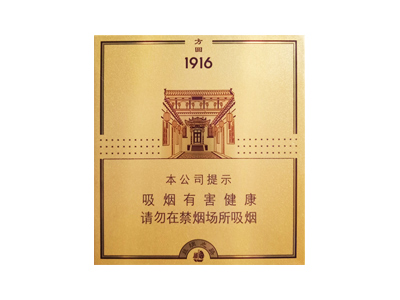 方
圆
1916
本公司提示
吸烟有害健康
请勿在禁烟场所吸烟